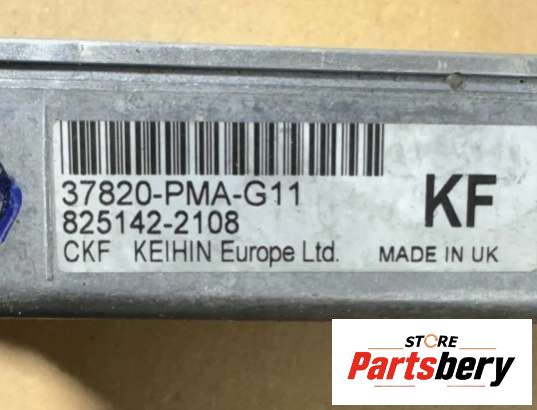 37820-PMA-G11
825142-2108
CKF KEIHIN Europe Ltd.
KF
MADE IN UK
STORE
Partsbery